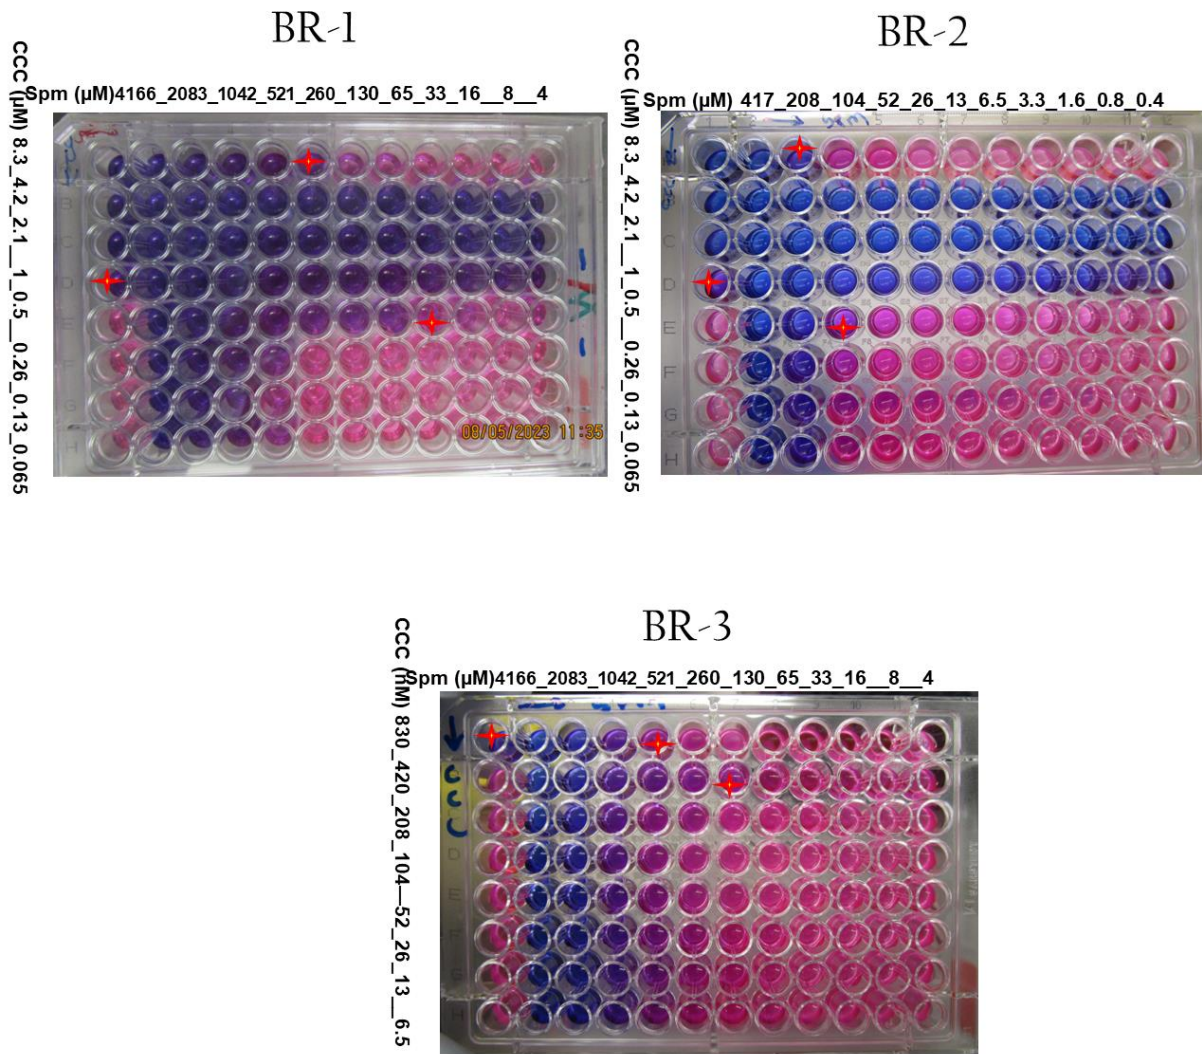 BR-1
Spm (µM)4166_2083_1042_521_260_130_65_33_16__8__4
CCC (µM) 8.3_4.2_2.1__1_0.5__0.26_0.13_0.065
09/05/2023 11:35
BR-2
Spm (µM) 417_208_104_52_26_13_6.5_3.3_1.6_0.8_0.4
CCC (µM) 8.3_4.2_2.1__1_0.5__0.26_0.13_0.065
C
D
E
F
G
H
BR-3
Spm (µM)4166_2083_1042_521_260_130_65_33_16__8__4
CCC (nM) 830_420_208_104—52_26_13__6.5
D
E
F